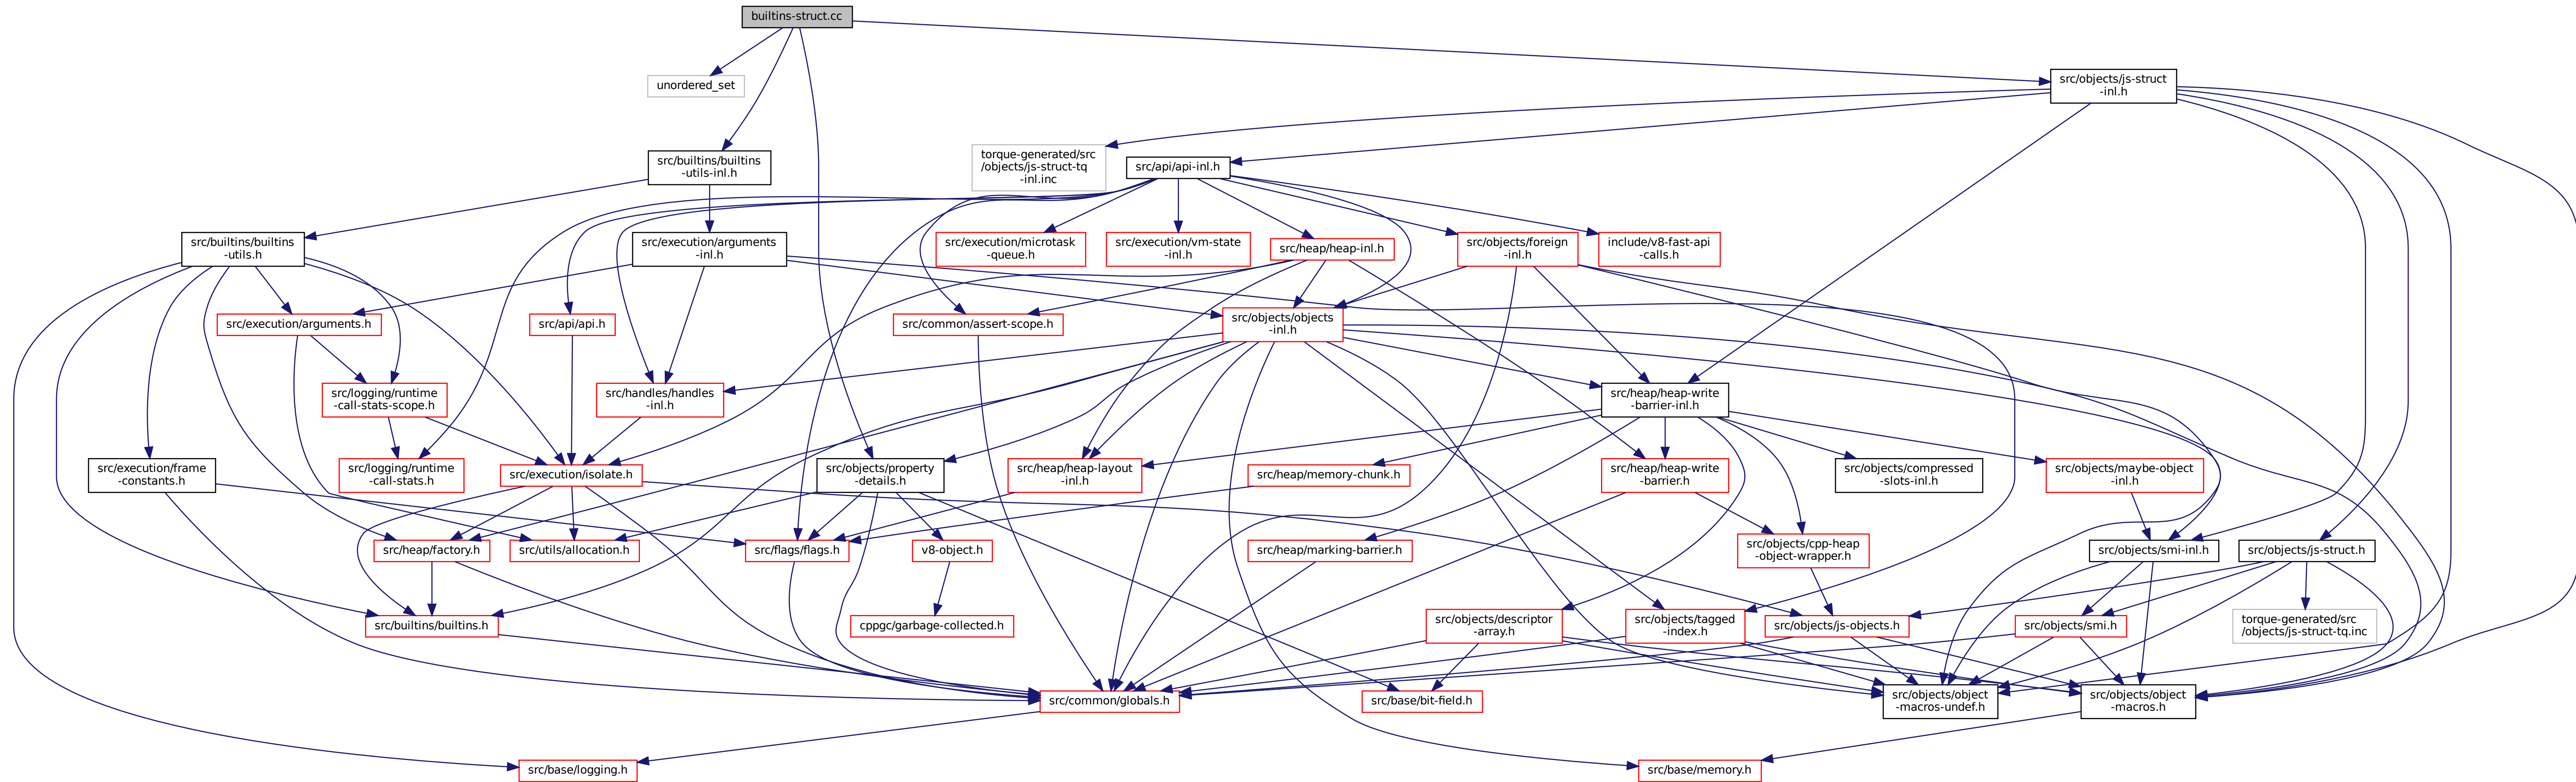 builtins-struct.cc
unordered_set
src/objects/js-struct
-inl.h
src/builtins/builtins
-utils-inl.h
torque-generated/src
/objects/js-struct-tq
-inl.inc
src/api/api-inl.h
src/builtins/builtins
-utils.h
src/execution/arguments
-inl.h
src/execution/microtask
-queue.h
src/execution/vm-state
-inl.h
src/heap/heap-inl.h
src/objects/foreign
-inl.h
include/v8-fast-api
-calls.h
src/execution/arguments.h
src/api/api.h
src/common/assert-scope.h
src/objects/objects
-inl.h
src/logging/runtime
-call-stats-scope.h
src/handles/handles
-inl.h
src/heap/heap-write
-barrier-inl.h
src/execution/frame
-constants.h
src/logging/runtime
-call-stats.h
src/execution/isolate.h
src/objects/property
-details.h
src/heap/heap-layout
-inl.h
src/heap/memory-chunk.h
src/heap/heap-write
-barrier.h
src/objects/compressed
-slots-inl.h
src/objects/maybe-object
-inl.h
src/heap/factory.h
src/utils/allocation.h
src/flags/flags.h
v8-object.h
src/heap/marking-barrier.h
src/objects/cpp-heap
-object-wrapper.h
src/objects/smi-inl.h
src/objects/js-struct.h
src/builtins/builtins.h
cppgc/garbage-collected.h
src/objects/descriptor
-array.h
src/objects/tagged
-index.h
src/objects/js-objects.h
src/objects/smi.h
torque-generated/src
/objects/js-struct-tq.inc
src/common/globals.h
src/base/bit-field.h
src/objects/object
-macros-undef.h
src/objects/object
-macros.h
src/base/logging.h
src/base/memory.h